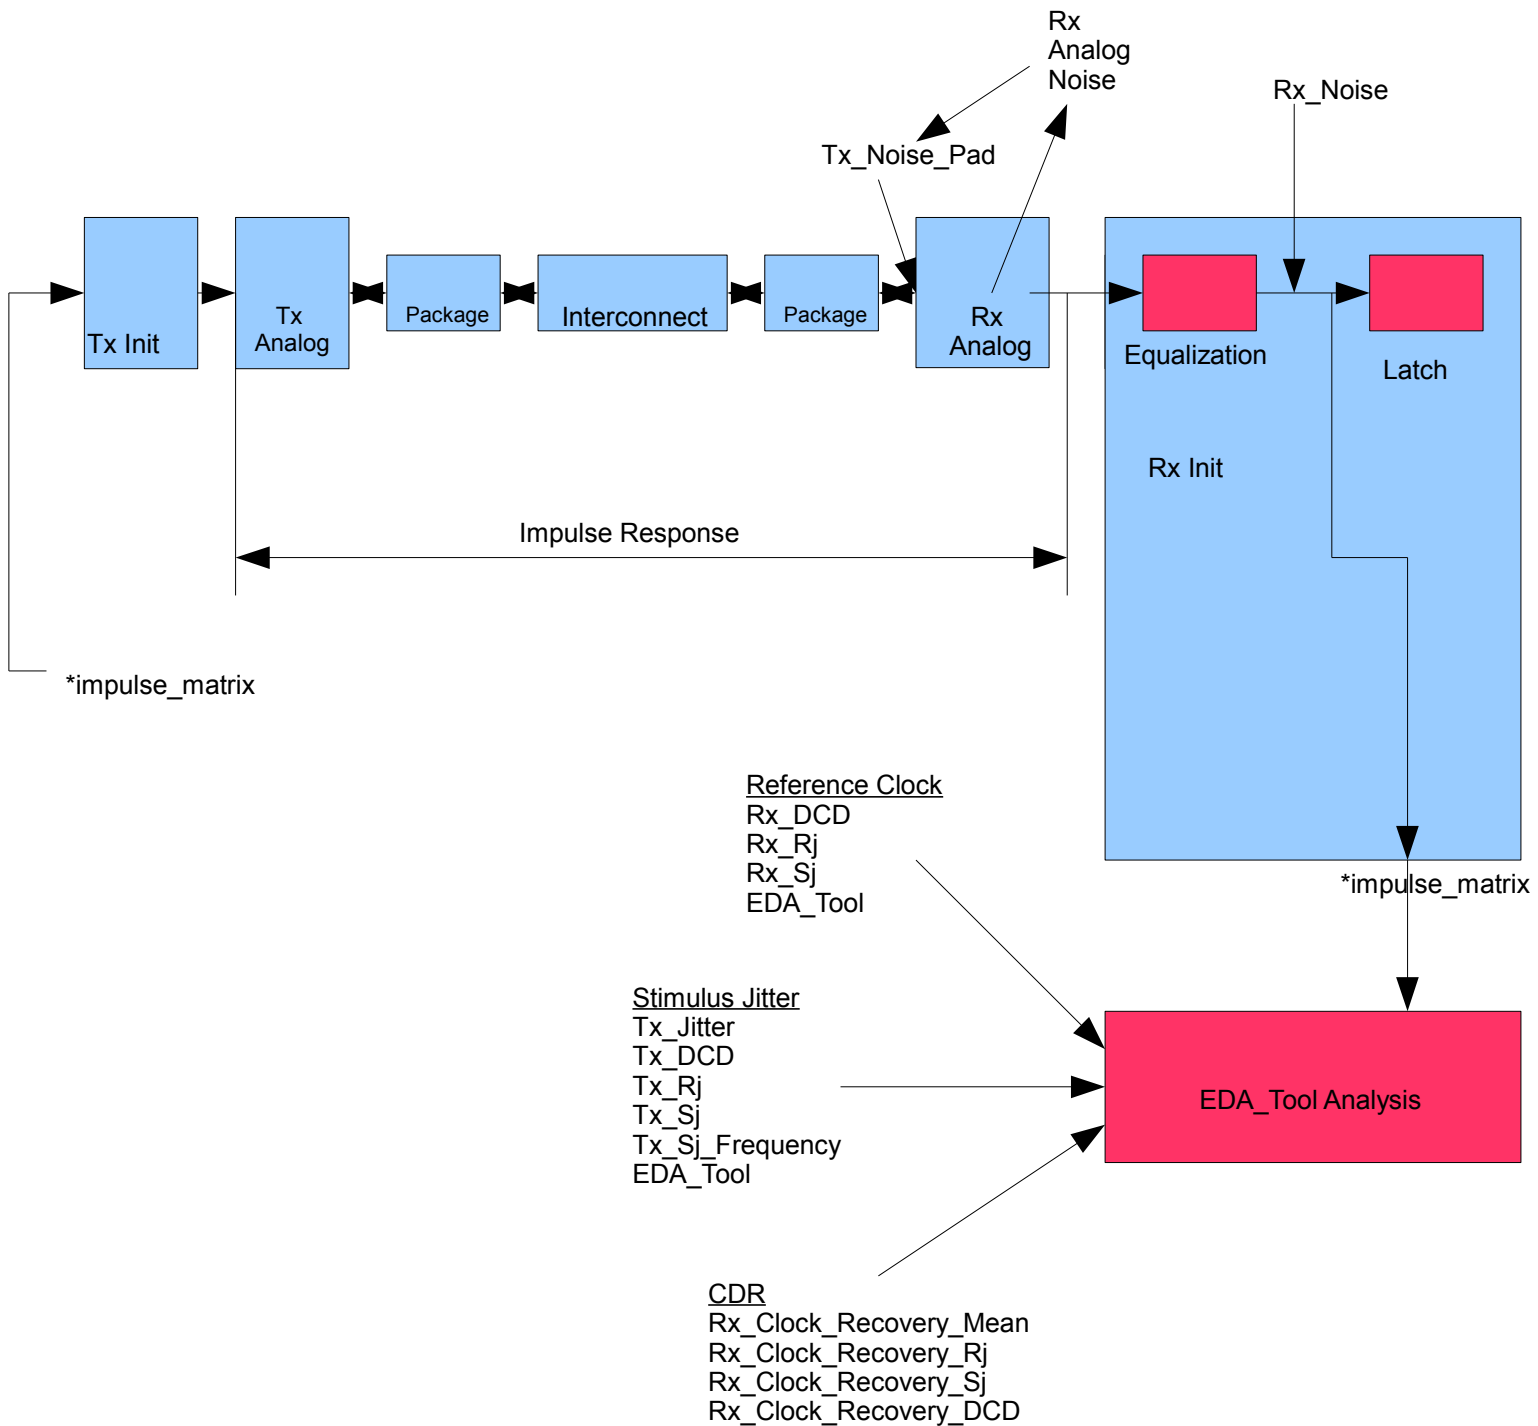 Rx
Analog
Noise
Rx_Noise
Tx_Noise_Pad
Tx Init
Tx
Analog
Package
Interconnect
Package
Rx
Analog
Equalization
Latch
Rx Init
Impulse Response
*impulse_matrix
Reference Clock
Rx_DCD
Rx_Rj
Rx_Sj
EDA_Tool
*impulse_matrix
Stimulus Jitter
Tx_Jitter
Tx_DCD
Tx_Rj
Tx_Sj
Tx_Sj_Frequency
EDA_Tool
EDA_Tool Analysis
CDR
Rx_Clock_Recovery_Mean
Rx_Clock_Recovery_Rj
Rx_Clock_Recovery_Sj
Rx_Clock_Recovery_DCD